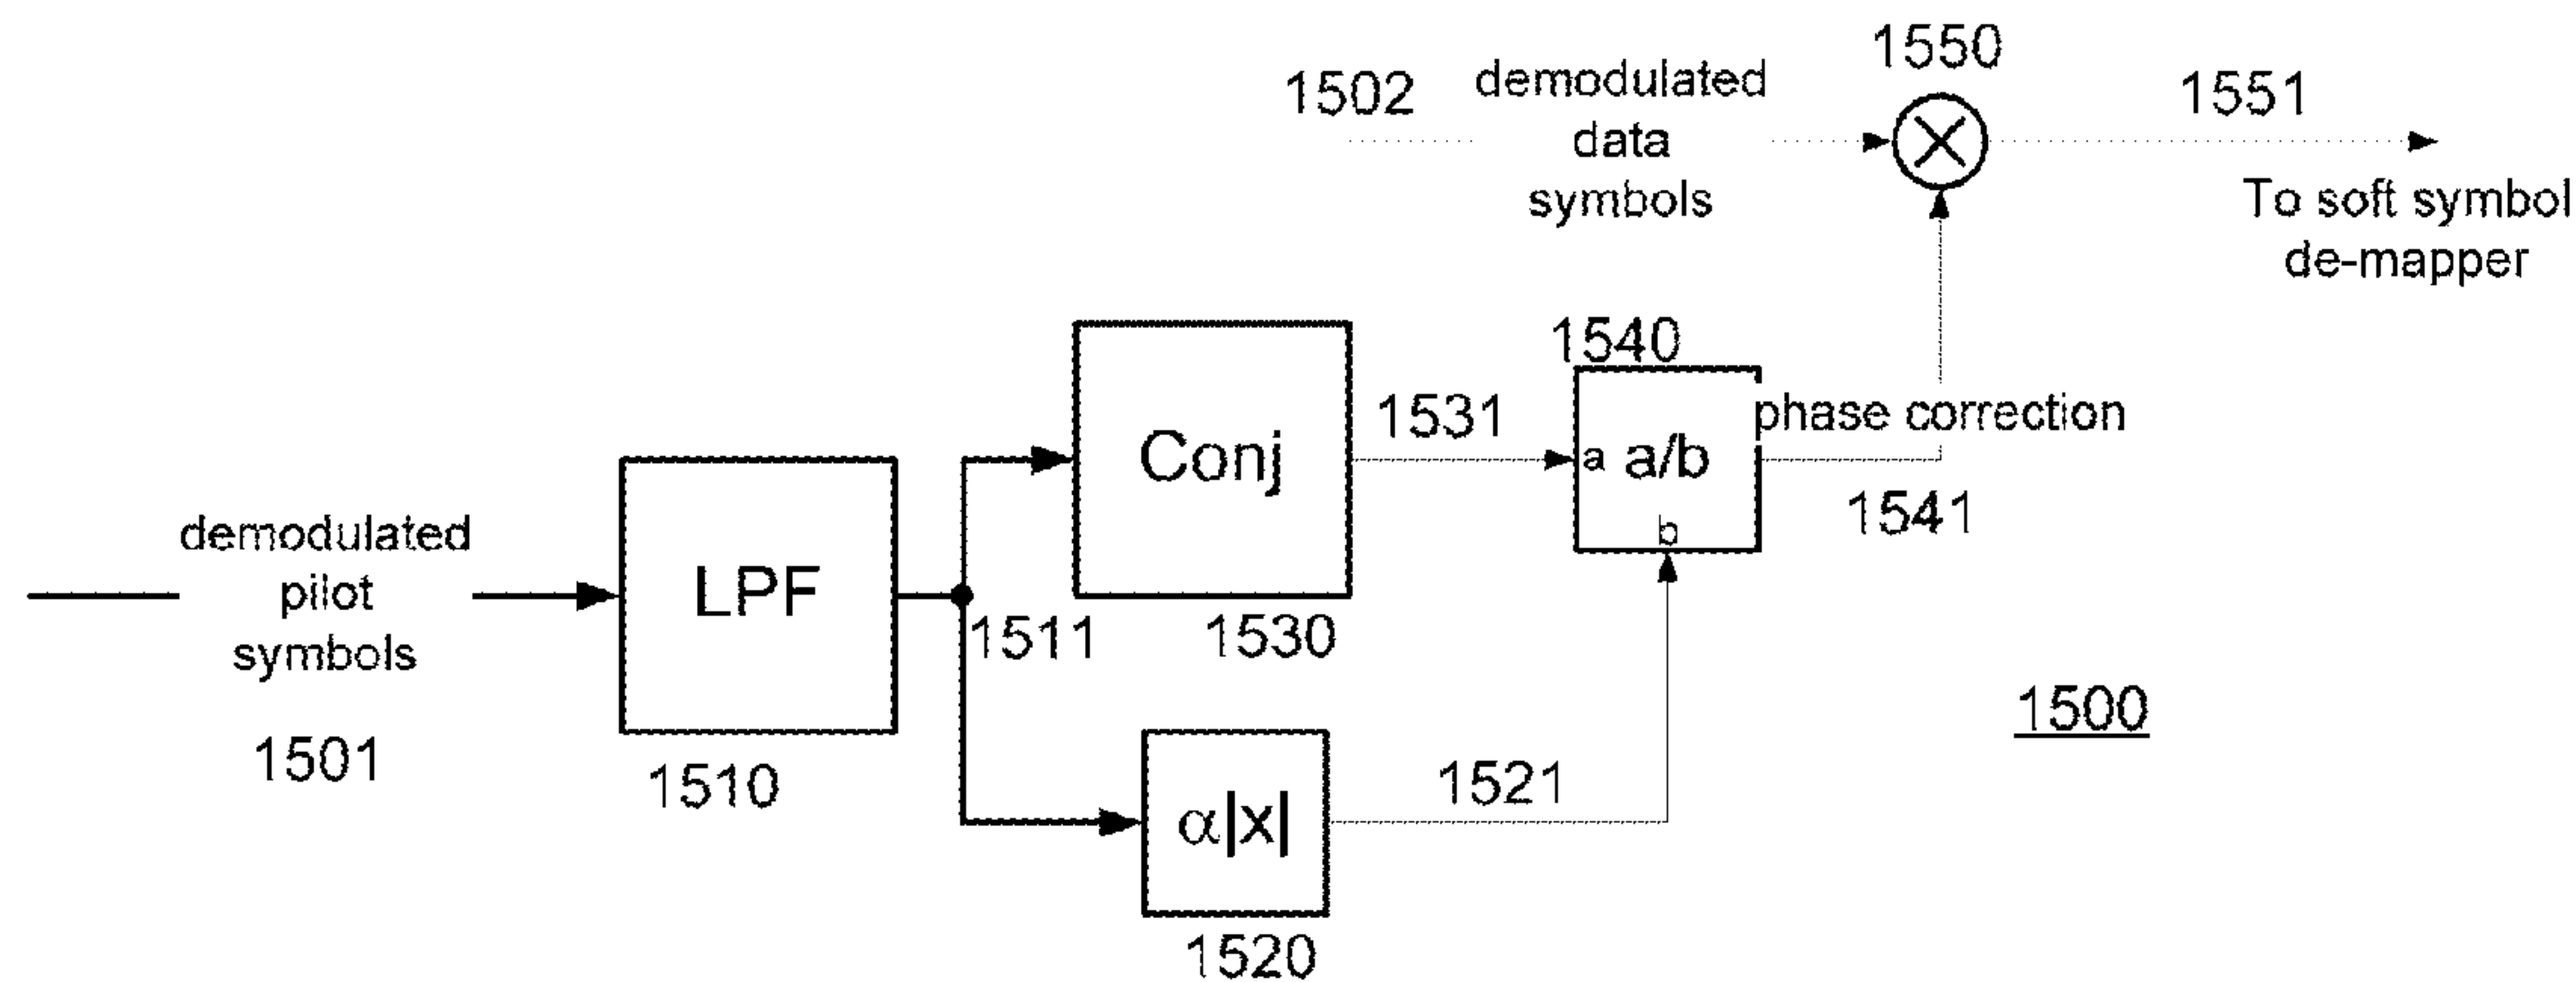 1550
1502
demodulated
data
symbols
1551
To soft symbol
de-mapper
1540
1531
phase correction
a a/b
b
1541
Conj
demodulated
pilot
symbols
LPF
1511
1530
1500
1501
1510
1521
α|x|
1520